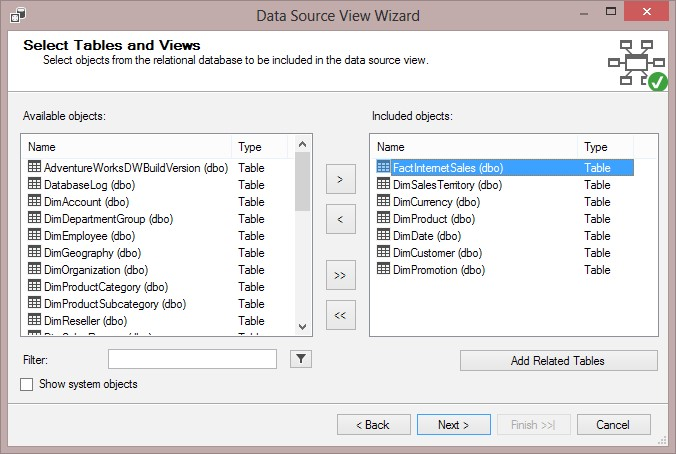 Data Source View Wizard
Select Tables and Views
Select objects from the relational database to be included in the data source view.
Available objects:
Name Type
AdventureWorksDWBuildVersion (dbo) Table
DatabaseLog (dbo) Table
DimAccount (dbo) Table
DimDepartmentGroup (dbo) Table
DimEmployee (dbo) Table
DimGeography (dbo) Table
DimOrganization (dbo) Table
DimProductCategory (dbo) Table
DimProductSubcategory (dbo) Table
DimReseller (dbo) Table
>
<
>>
<<
Included objects:
Name Type
FactInternetSales (dbo) Table
DimSalesTerritory (dbo) Table
DimCurrency (dbo) Table
DimProduct (dbo) Table
DimDate (dbo) Table
DimCustomer (dbo) Table
DimPromotion (dbo) Table
Filter:
Add Related Tables
Show system objects
< Back
Next >
Finish >>|
Cancel